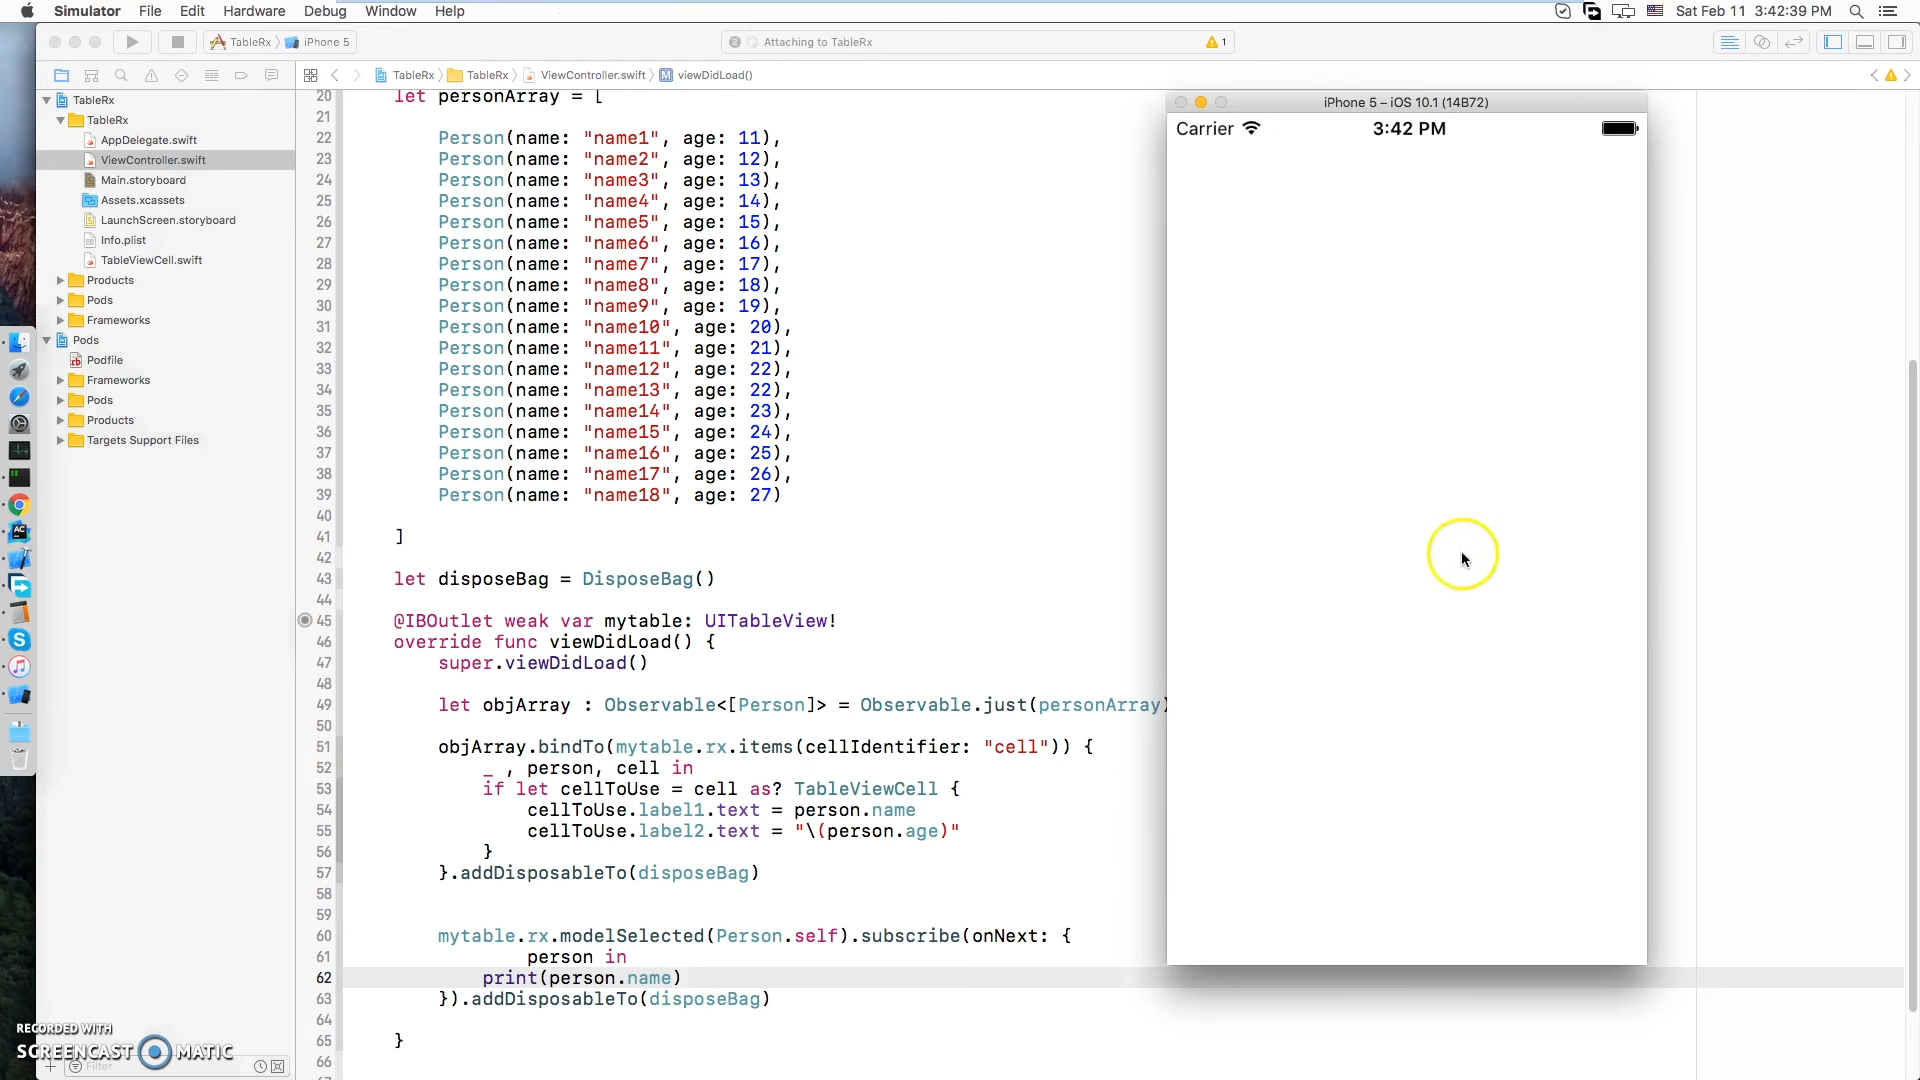 Simulator File Edit Hardware Debug Window Help Sat Feb 11 3:42:39 PM
TableRx iPhone 5 Attaching to TableRx 1
TableRx TableRx ViewController.swift viewDidLoad()
TableRx
TableRx
AppDelegate.swift
ViewController.swift
Main.storyboard
Assets.xcassets
LaunchScreen.storyboard
Info.plist
TableViewCell.swift
Products
Pods
Frameworks
Pods
Podfile
Frameworks
Pods
Products
Targets Support Files
Filter
20 let personArray = [
21
22 Person(name: "name1", age: 11),
23 Person(name: "name2", age: 12),
24 Person(name: "name3", age: 13),
25 Person(name: "name4", age: 14),
26 Person(name: "name5", age: 15),
27 Person(name: "name6", age: 16),
28 Person(name: "name7", age: 17),
29 Person(name: "name8", age: 18),
30 Person(name: "name9", age: 19),
31 Person(name: "name10", age: 20),
32 Person(name: "name11", age: 21),
33 Person(name: "name12", age: 22),
34 Person(name: "name13", age: 22),
35 Person(name: "name14", age: 23),
36 Person(name: "name15", age: 24),
37 Person(name: "name16", age: 25),
38 Person(name: "name17", age: 26),
39 Person(name: "name18", age: 27)
40
41 ]
42
43 let disposeBag = DisposeBag()
44
45 @IBOutlet weak var mytable: UITableView!
46 override func viewDidLoad() {
47 super.viewDidLoad()
48
49 let objArray : Observable<[Person]> = Observable.just(personArray)
50
51 objArray.bindTo(mytable.rx.items(cellIdentifier: "cell")) {
52 _ , person, cell in
53 if let cellToUse = cell as? TableViewCell {
54 cellToUse.label1.text = person.name
55 cellToUse.label2.text = "\(person.age)"
56 }
57 }.addDisposableTo(disposeBag)
58
59
60 mytable.rx.modelSelected(Person.self).subscribe(onNext: {
61 person in
62 print(person.name)
63 }).addDisposableTo(disposeBag)
64
65 }
66
iPhone 5 – iOS 10.1 (14B72)
Carrier 3:42 PM
RECORDED WITH
SCREENCAST MATIC